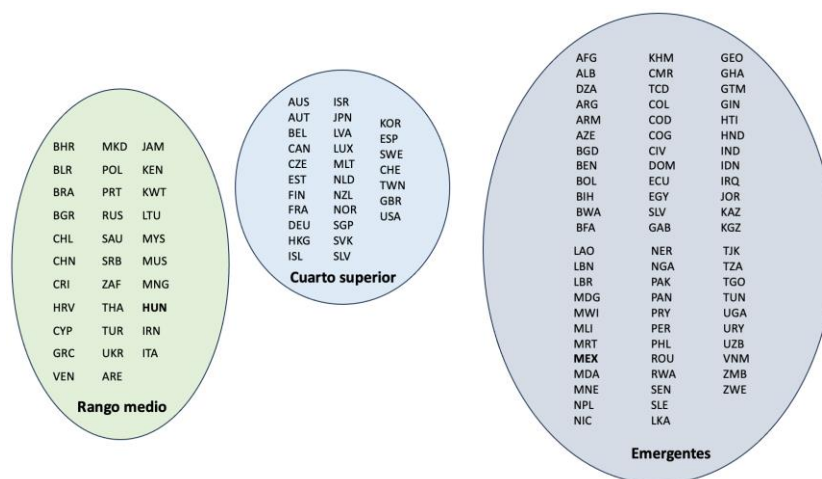 BHR MKD JAM
BLR POL KEN
BRA PRT KWT
BGR RUS LTU
CHL SAU MYS
CHN SRB MUS
CRI ZAF MNG
HRV THA HUN
CYP TUR IRN
GRC UKR ITA
VEN ARE
Rango medio
AUS ISR
AUT JPN KOR
BEL LVA ESP
CAN LUX SWE
CZE MLT CHE
EST NLD TWN
FIN NZL GBR
FRA NOR USA
DEU SGP
HKG SVK
ISL SLV
Cuarto superior
AFG KHM GEO
ALB CMR GHA
DZA TCD GTM
ARG COL GIN
ARM COD HTI
AZE COG HND
BGD CIV IND
BEN DOM IDN
BOL ECU IRQ
BIH EGY JOR
BWA SLV KAZ
BFA GAB KGZ
LAO NER TJK
LBN NGA TZA
LBR PAK TGO
MDG PAN TUN
MWI PRY UGA
MLI PER URY
MRT PHL UZB
MEX ROU VNM
MDA RWA ZMB
MNE SEN ZWE
NPL SLE
NIC LKA
Emergentes